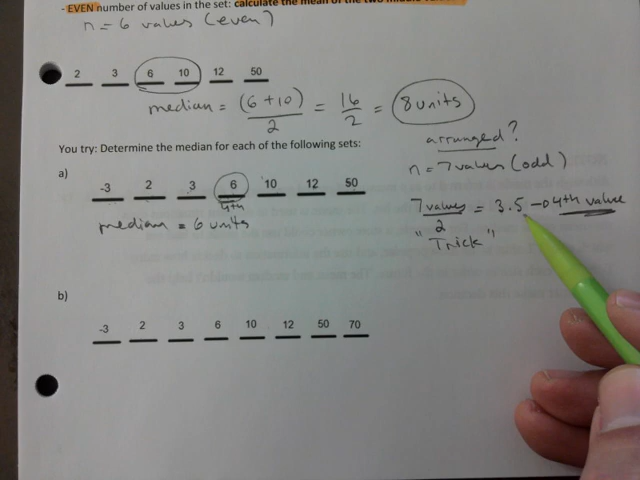 - EVEN number of values in the set: calculate the mean of the two middle
n = 6 values (even)
2 3 6 10 12 50
median = (6 + 10) / 2 = 16 / 2 = 8 units
You try: Determine the median for each of the following sets:
arranged?
n = 7 values (odd)
a)
-3 2 3 6 10 12 50
4th
median = 6 units
7 values / 2 = 3.5 → 4th value
"Trick"
b)
-3 2 3 6 10 12 50 70